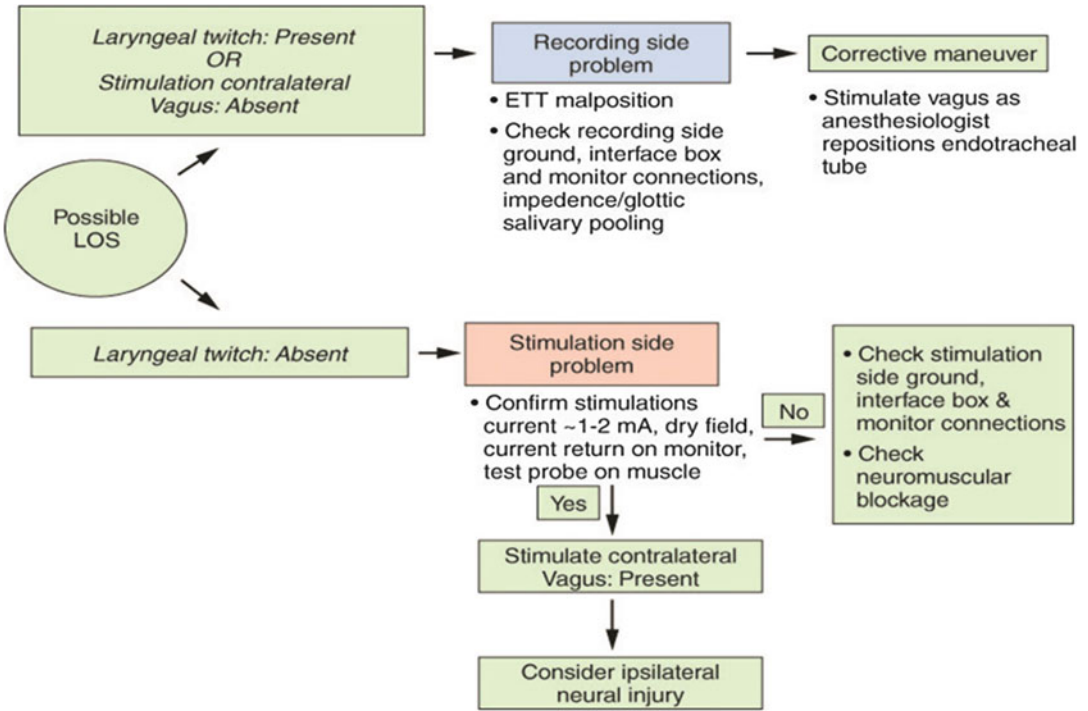 Laryngeal twitch: Present
OR
Stimulation contralateral
Vagus: Absent
Recording side
problem
• ETT malposition
• Check recording side
ground, interface box
and monitor connections,
impedence/glottic
salivary pooling
Corrective maneuver
• Stimulate vagus as
anesthesiologist
repositions endotracheal
tube
Possible
LOS
Laryngeal twitch: Absent
Stimulation side
problem
• Confirm stimulations
current ~1-2 mA, dry field,
current return on monitor,
test probe on muscle
No
• Check stimulation
side ground,
interface box &
monitor connections
• Check
neuromuscular
blockage
Yes
Stimulate contralateral
Vagus: Present
Consider ipsilateral
neural injury